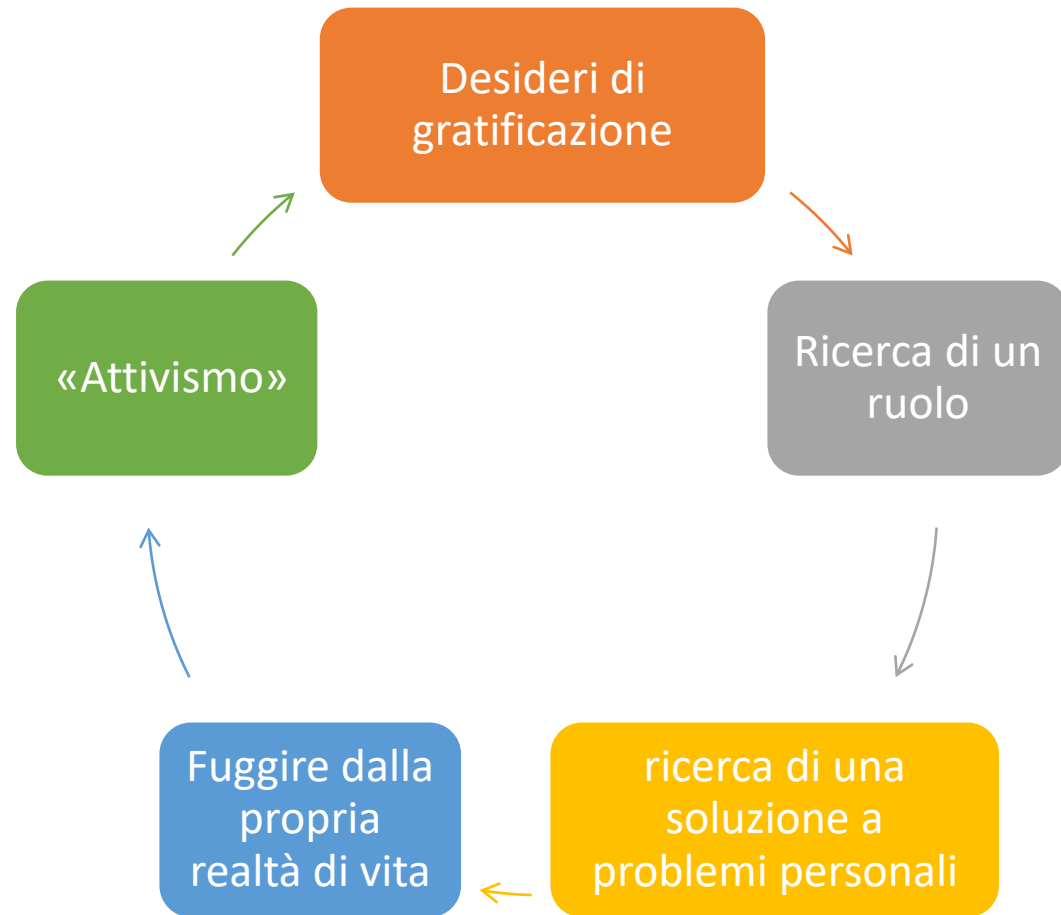 Desideri di
gratificazione
Ricerca di un
ruolo
ricerca di una
soluzione a
problemi personali
Fuggire dalla
propria
realtà di vita
«Attivismo»